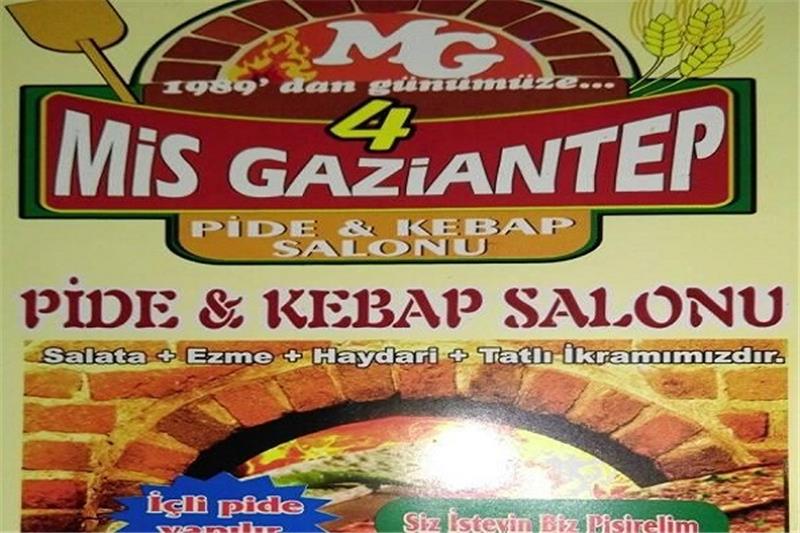 MG
1989'dan günümüze...
4
MiS GAZiANTEP
PİDE & KEBAP
SALONU
PİDE & KEBAP SALONU
Salata + Ezme + Haydari + Tatlı İkramımızdır.
İçli pide
yapılır
Siz İsteyin Biz Pişirelim